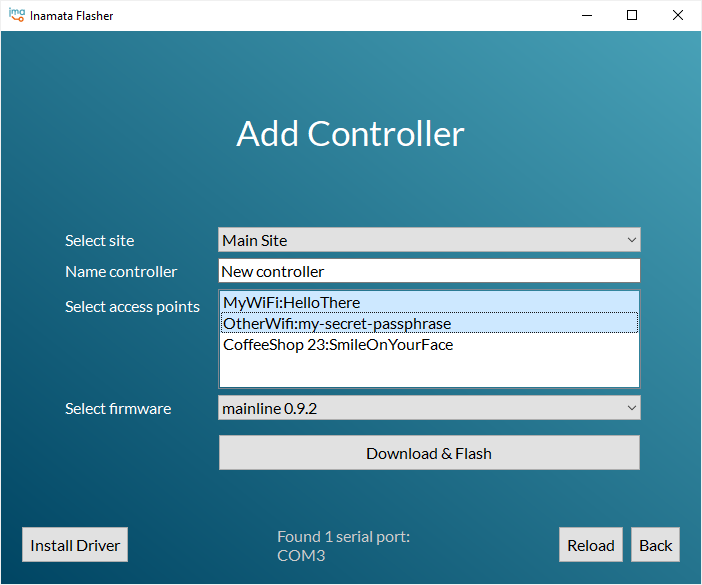 ima
Inamata Flasher
Add Controller
Select site
Main Site
Name controller
New controller
Select access points
MyWiFi:HelloThere
OtherWifi:my-secret-passphrase
CoffeeShop 23:SmileOnYourFace
Select firmware
mainline 0.9.2
Download & Flash
Install Driver
Found 1 serial port:
COM3
Reload
Back